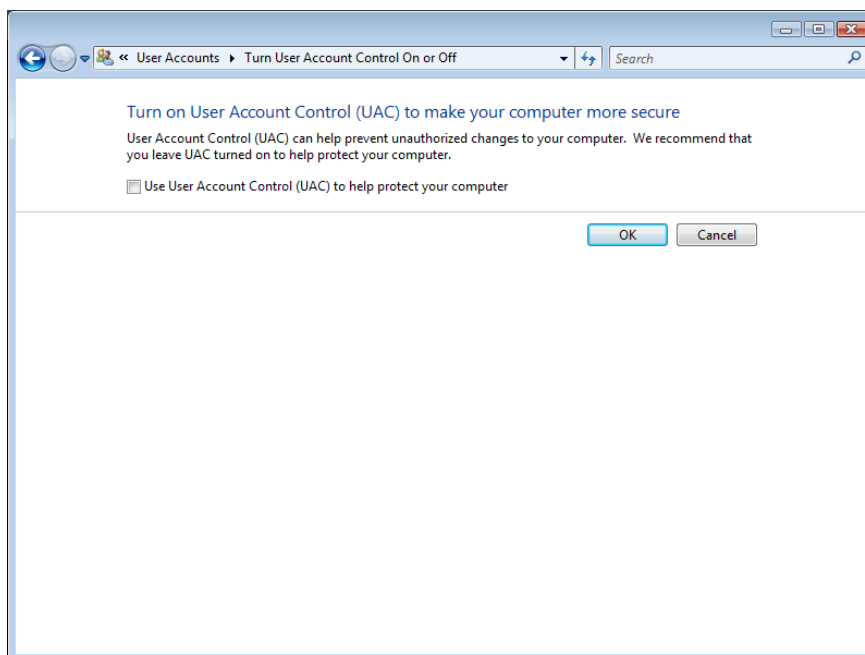 « User Accounts ▸ Turn User Account Control On or Off
Search
Turn on User Account Control (UAC) to make your computer more secure
User Account Control (UAC) can help prevent unauthorized changes to your computer. We recommend that
you leave UAC turned on to help protect your computer.
Use User Account Control (UAC) to help protect your computer
OK Cancel